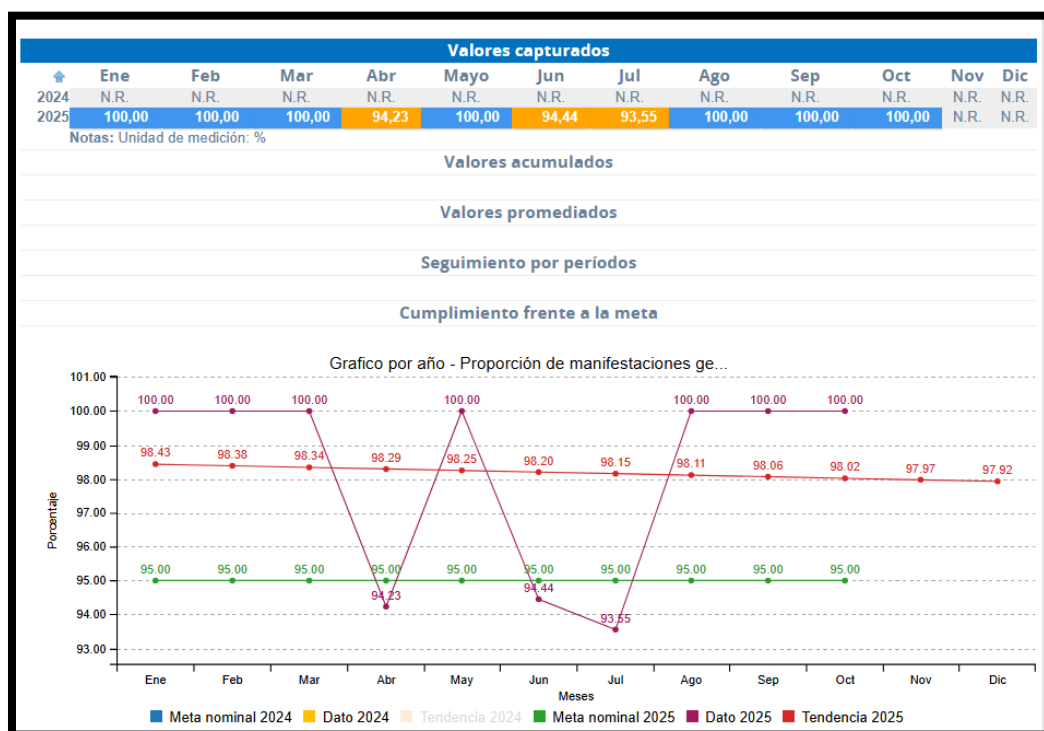 Valores capturados
Ene Feb Mar Abr Mayo Jun Jul Ago Sep Oct Nov Dic
2024 N.R. N.R. N.R. N.R. N.R. N.R. N.R. N.R. N.R. N.R. N.R. N.R.
2025 100,00 100,00 100,00 94,23 100,00 94,44 93,55 100,00 100,00 100,00 N.R. N.R.
Notas: Unidad de medición: %
Valores acumulados
Valores promediados
Seguimiento por períodos
Cumplimiento frente a la meta
Grafico por año - Proporción de manifestaciones ge...
101.00
100.00 100.00 100.00 100.00 100.00 100.00 100.00 100.00
99.00
98.43 98.38 98.34 98.29 98.25 98.20 98.15 98.11 98.06 98.02 97.97 97.92
98.00
97.00
96.00
95.00 95.00 95.00 95.00 95.00 95.00 95.00 95.00 95.00 95.00
95.00
94.23 94.44
94.00
93.55
93.00
Porcentaje
Ene Feb Mar Abr May Jun Jul Ago Sep Oct Nov Dic
Meses
Meta nominal 2024 Dato 2024 Tendencia 2024 Meta nominal 2025 Dato 2025 Tendencia 2025